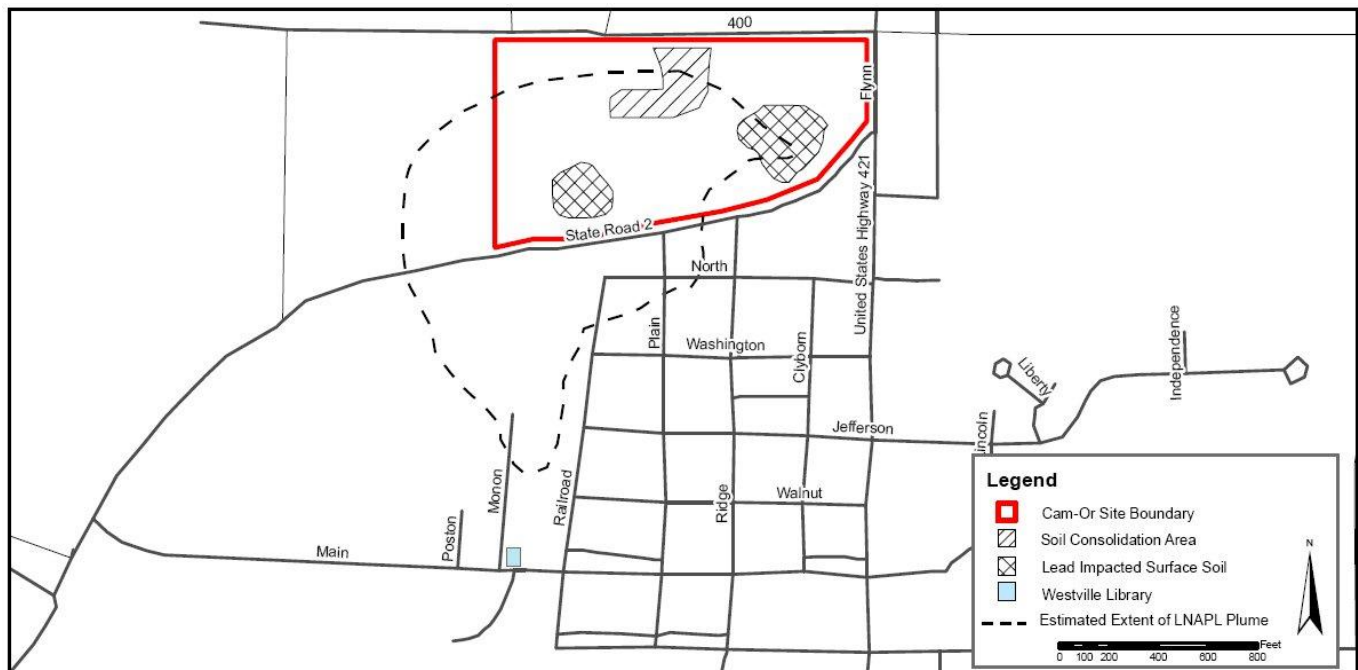 400
Flynn
United States Highway 421
State Road 2
North
Plain
Washington
Clyborn
Independence
Liberty
Jefferson
incoln
Railroad
Monon
Ridge
Walnut
Poston
Main
Legend
Cam-Or Site Boundary
Soil Consolidation Area
Lead Impacted Surface Soil
Westville Library
Estimated Extent of LNAPL Plume
N
Feet
0 100 200 400 600 800